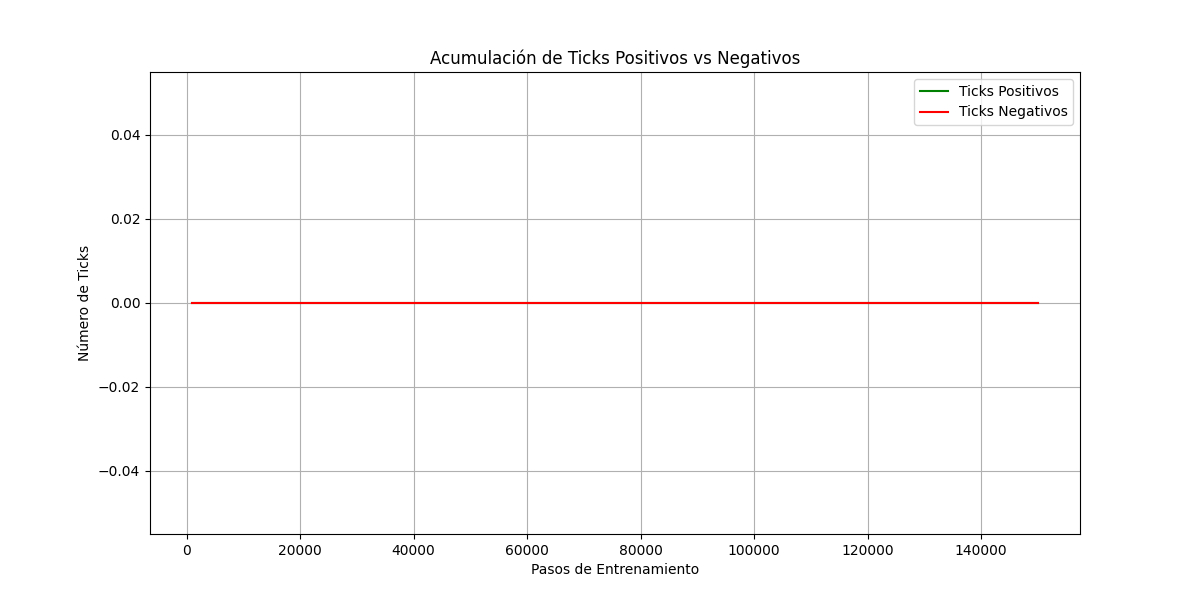 Acumulación de Ticks Positivos vs Negativos
Ticks Positivos
Ticks Negativos
Número de Ticks
0.04
0.02
0.00
−0.02
−0.04
0 20000 40000 60000 80000 100000 120000 140000
Pasos de Entrenamiento